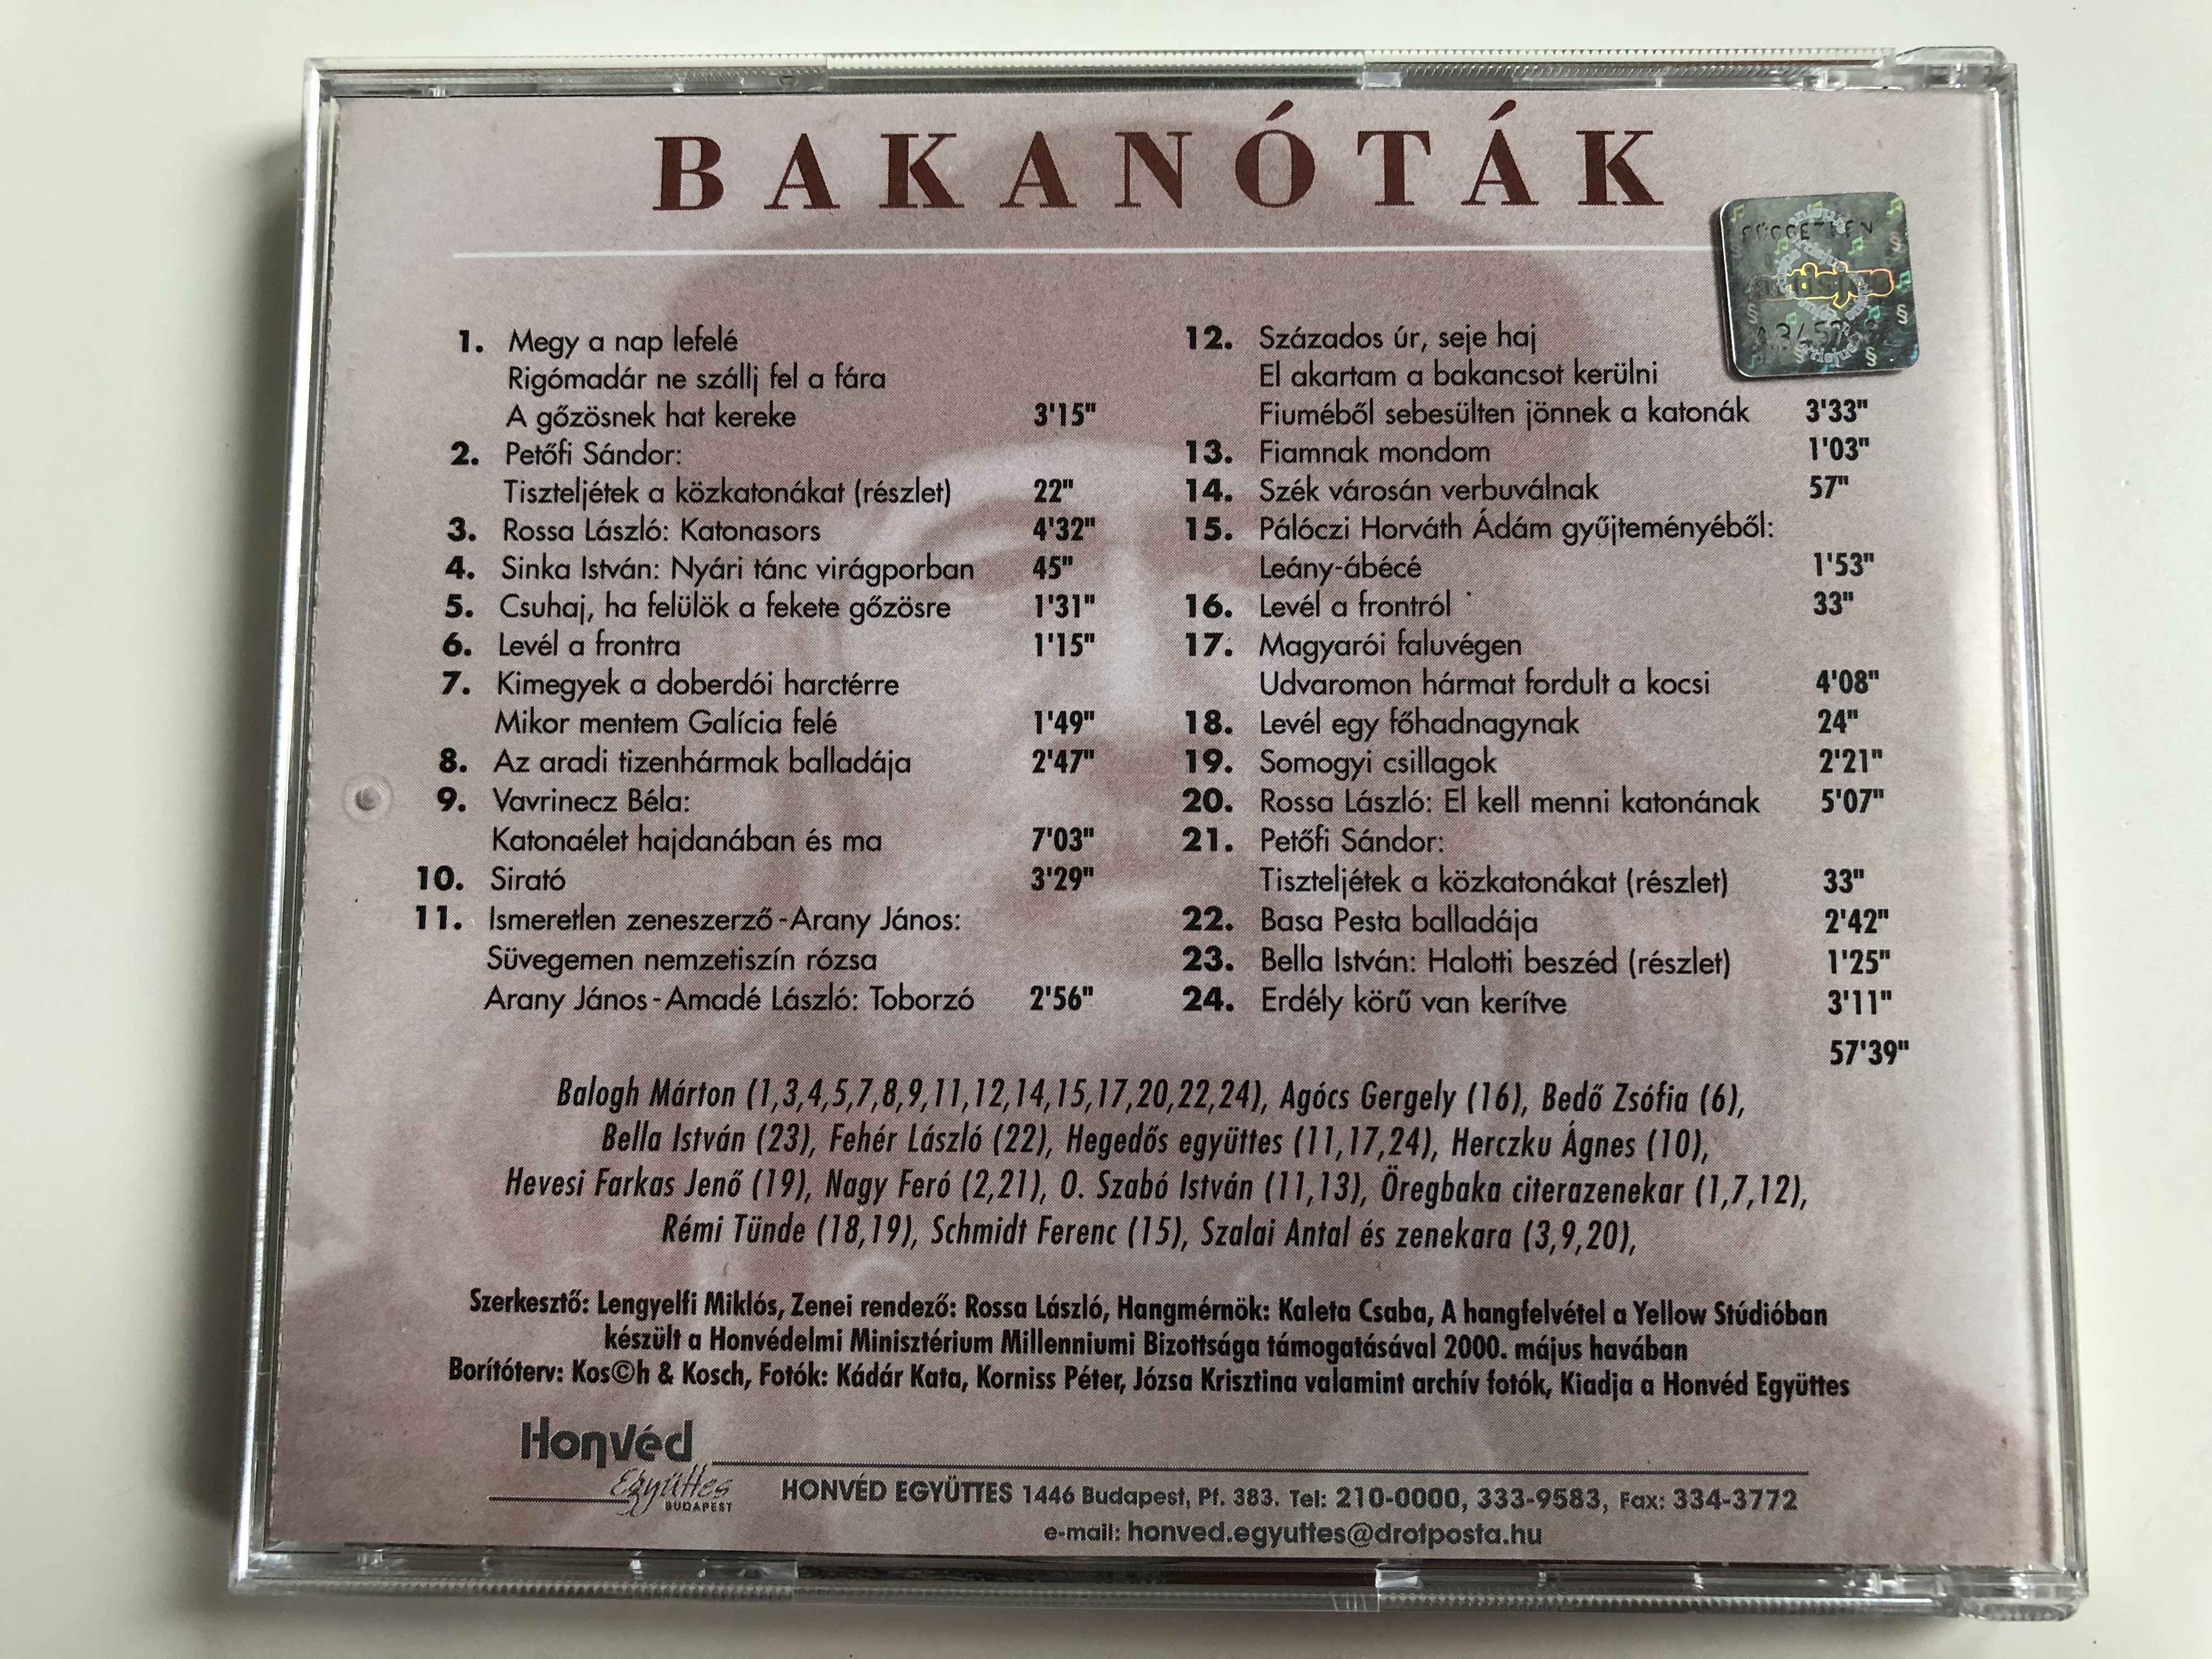 BAKANÓTÁK
1. Megy a nap lefelé
Rigómadár ne szállj fel a fára
A gőzösnek hat kereke 3'15"
2. Petőfi Sándor:
Tiszteljétek a közkatonákat (részlet) 22"
3. Rossa László: Katonasors 4'32"
4. Sinka István: Nyári tánc virágporban 45"
5. Csuhaj, ha felülök a fekete gőzösre 1'31"
6. Levél a frontra 1'15"
7. Kimegyek a doberdói harctérre
Mikor mentem Galícia felé 1'49"
8. Az aradi tizenhármak balladája 2'47"
9. Vavrinecz Béla:
Katonaélet hajdanában és ma 7'03"
10. Sirató 3'29"
11. Ismeretlen zeneszerző - Arany János:
Süvegemen nemzetiszín rózsa
Arany János - Amadé László: Toborzó 2'56"
12. Százados úr, seje haj
El akartam a bakancsot kerülni
Fiuméből sebesülten jönnek a katonák 3'33"
13. Fiamnak mondom 1'03"
14. Szék városán verbuválnak 57"
15. Pálóczi Horváth Ádám gyűjteményéből:
Leány-ábécé 1'53"
16. Levél a frontról 33"
17. Magyarói faluvégen
Udvaromon hármat fordult a kocsi 4'08"
18. Levél egy főhadnagynak 24"
19. Somogyi csillagok 2'21"
20. Rossa László: El kell menni katonának 5'07"
21. Petőfi Sándor:
Tiszteljétek a közkatonákat (részlet) 33"
22. Basa Pesta balladája 2'42"
23. Bella István: Halotti beszéd (részlet) 1'25"
24. Erdély körű van kerítve 3'11"
57'39"
Balogh Márton (1,3,4,5,7,8,9,11,12,14,15,17,20,22,24), Agócs Gergely (16), Bedő Zsófia (6),
Bella István (23), Fehér László (22), Hegedős együttes (11,17,24), Herczku Ágnes (10),
Hevesi Farkas Jenő (19), Nagy Feró (2,21), O. Szabó István (11,13), Öregbaka citerazenekar (1,7,12),
Rémi Tünde (18,19), Schmidt Ferenc (15), Szalai Antal és zenekara (3,9,20),
Szerkesztő: Lengyelfi Miklós, Zenei rendező: Rossa László, Hangmérnök: Kaleta Csaba, A hangfelvétel a Yellow Stúdióban
készült a Honvédelmi Minisztérium Millenniumi Bizottsága támogatásával 2000. május havában
Borítóterv: Kos©h & Kosch, Fotók: Kádár Kata, Korniss Péter, Józsa Krisztina valamint archív fotók, Kiadja a Honvéd Együttes
Honvéd
Együttes
BUDAPEST
HONVÉD EGYÜTTES 1446 Budapest, Pf. 383. Tel: 210-0000, 333-9583, Fax: 334-3772
e-mail: honved.egyuttes@drotposta.hu